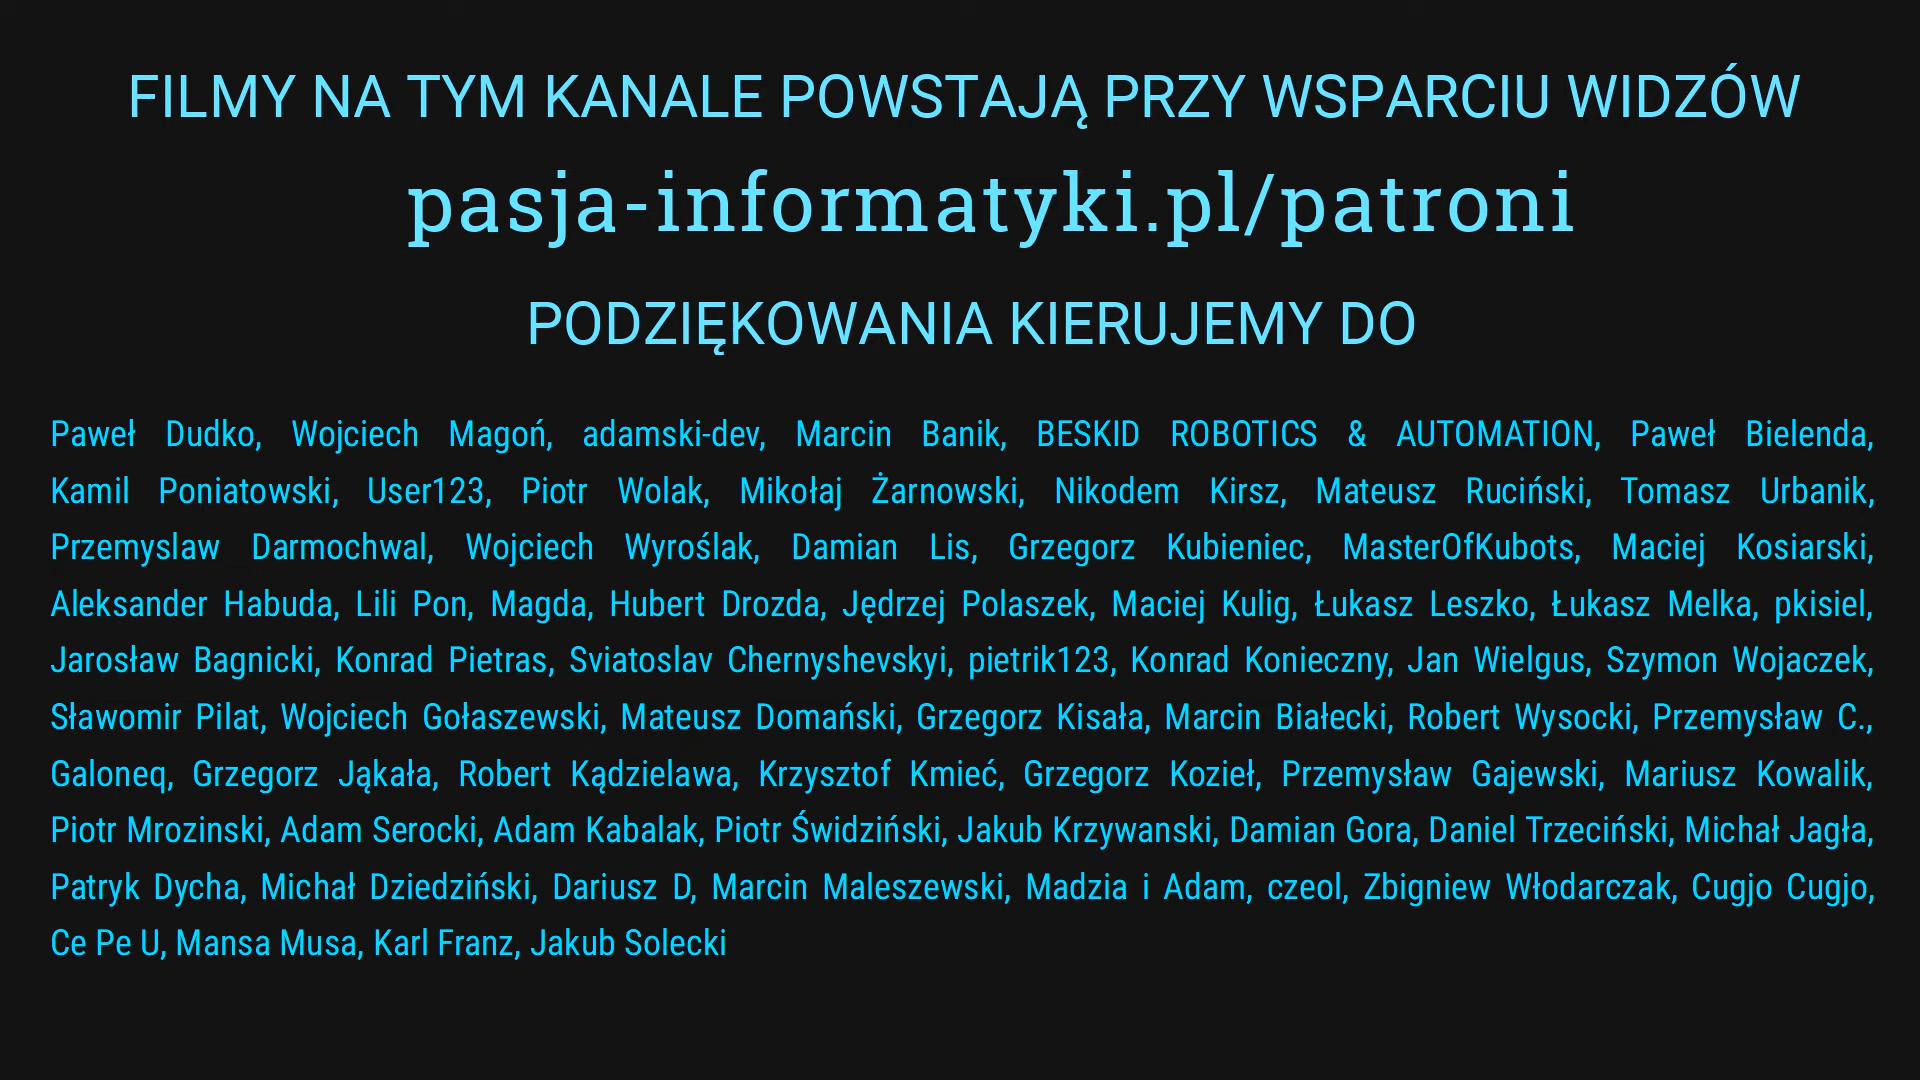 FILMY NA TYM KANALE POWSTAJĄ PRZY WSPARCIU WIDZÓW
pasja-informatyki.pl/patroni
PODZIĘKOWANIA KIERUJEMY DO
Paweł Dudko, Wojciech Magoń, adamski-dev, Marcin Banik, BESKID ROBOTICS & AUTOMATION, Paweł Bielenda,
Kamil Poniatowski, User123, Piotr Wolak, Mikołaj Żarnowski, Nikodem Kirsz, Mateusz Ruciński, Tomasz Urbanik,
Przemyslaw Darmochwal, Wojciech Wyroślak, Damian Lis, Grzegorz Kubieniec, MasterOfKubots, Maciej Kosiarski,
Aleksander Habuda, Lili Pon, Magda, Hubert Drozda, Jędrzej Polaszek, Maciej Kulig, Łukasz Leszko, Łukasz Melka, pkisiel,
Jarosław Bagnicki, Konrad Pietras, Sviatoslav Chernyshevskyi, pietrik123, Konrad Konieczny, Jan Wielgus, Szymon Wojaczek,
Sławomir Pilat, Wojciech Gołaszewski, Mateusz Domański, Grzegorz Kisała, Marcin Białecki, Robert Wysocki, Przemysław C.,
Galoneq, Grzegorz Jąkała, Robert Kądzielawa, Krzysztof Kmieć, Grzegorz Kozieł, Przemysław Gajewski, Mariusz Kowalik,
Piotr Mrozinski, Adam Serocki, Adam Kabalak, Piotr Świdziński, Jakub Krzywanski, Damian Gora, Daniel Trzeciński, Michał Jagła,
Patryk Dycha, Michał Dziedziński, Dariusz D, Marcin Maleszewski, Madzia i Adam, czeol, Zbigniew Włodarczak, Cugjo Cugjo,
Ce Pe U, Mansa Musa, Karl Franz, Jakub Solecki